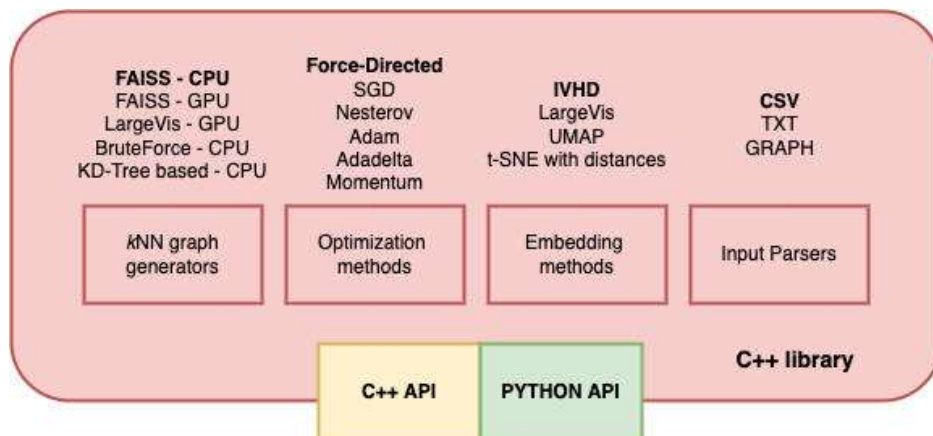 FAISS - CPU
FAISS - GPU
LargeVis - GPU
BruteForce - CPU
KD-Tree based - CPU
kNN graph
generators
Force-Directed
SGD
Nesterov
Adam
Adadelta
Momentum
Optimization
methods
IVHD
LargeVis
UMAP
t-SNE with distances
Embedding
methods
CSV
TXT
GRAPH
Input Parsers
C++ library
C++ API
PYTHON API